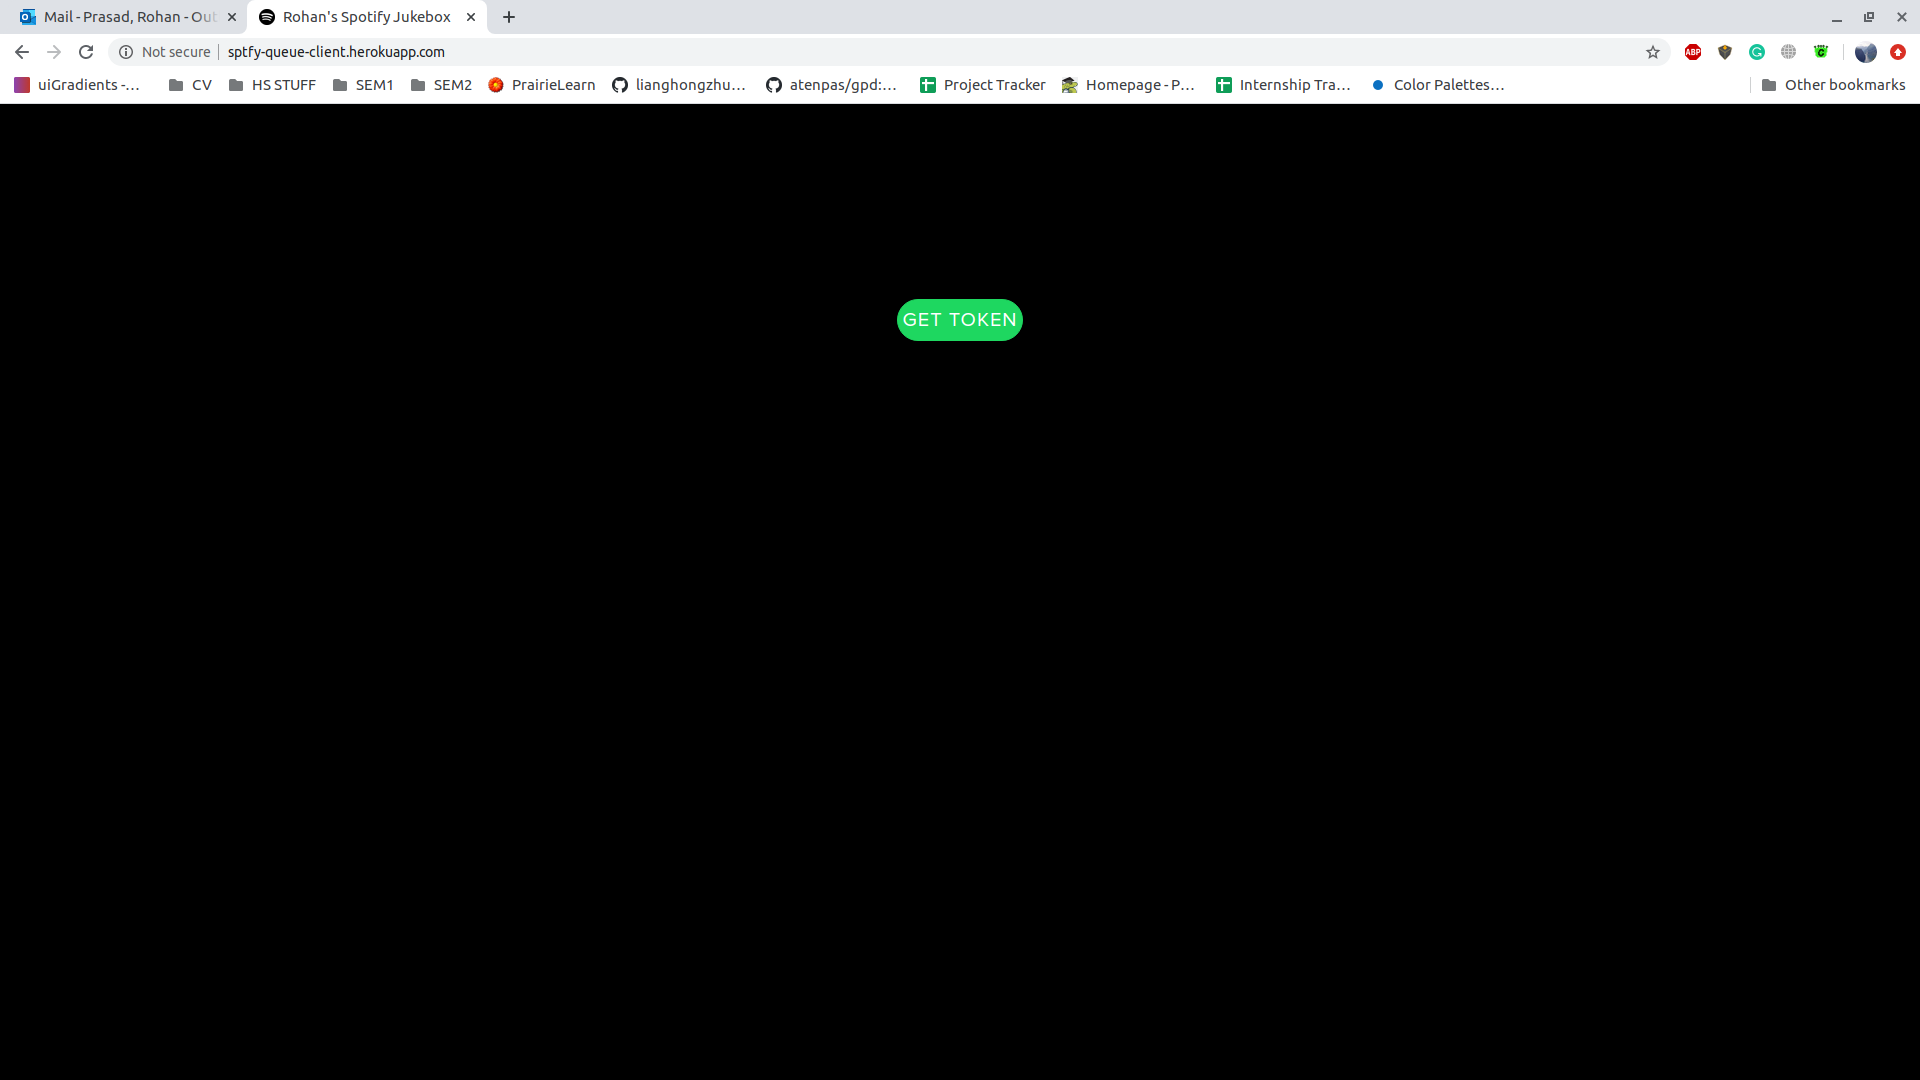 Mail - Prasad, Rohan - Out
Rohan's Spotify Jukebox
Not secure
sptfy-queue-client.herokuapp.com
ABP
uiGradients -...
CV
HS STUFF
SEM1
SEM2
PrairieLearn
lianghongzhu...
atenpas/gpd:...
Project Tracker
Homepage - P...
Internship Tra...
Color Palettes...
Other bookmarks
GET TOKEN